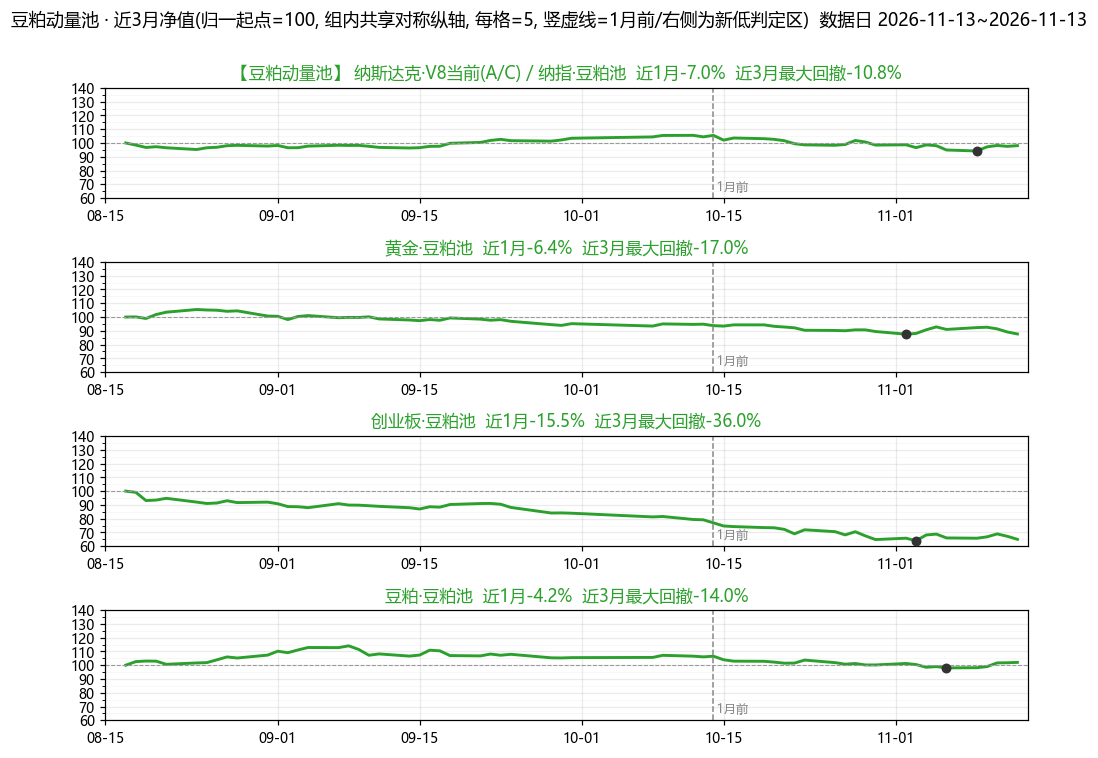 豆粕动量池 · 近3月净值(归一起点=100, 组内共享对称纵轴, 每格=5, 竖虚线=1月前/右侧为新低判定区)  数据日 2026-11-13~2026-11-13
【豆粕动量池】 纳斯达克·V8当前(A/C) / 纳指·豆粕池  近1月-7.0%  近3月最大回撤-10.8%
140
130
120
110
100
90
80
70
60
1月前
08-15 09-01 09-15 10-01 10-15 11-01
黄金·豆粕池  近1月-6.4%  近3月最大回撤-17.0%
140
130
120
110
100
90
80
70
60
1月前
08-15 09-01 09-15 10-01 10-15 11-01
创业板·豆粕池  近1月-15.5%  近3月最大回撤-36.0%
140
130
120
110
100
90
80
70
60
1月前
08-15 09-01 09-15 10-01 10-15 11-01
豆粕·豆粕池  近1月-4.2%  近3月最大回撤-14.0%
140
130
120
110
100
90
80
70
60
1月前
08-15 09-01 09-15 10-01 10-15 11-01